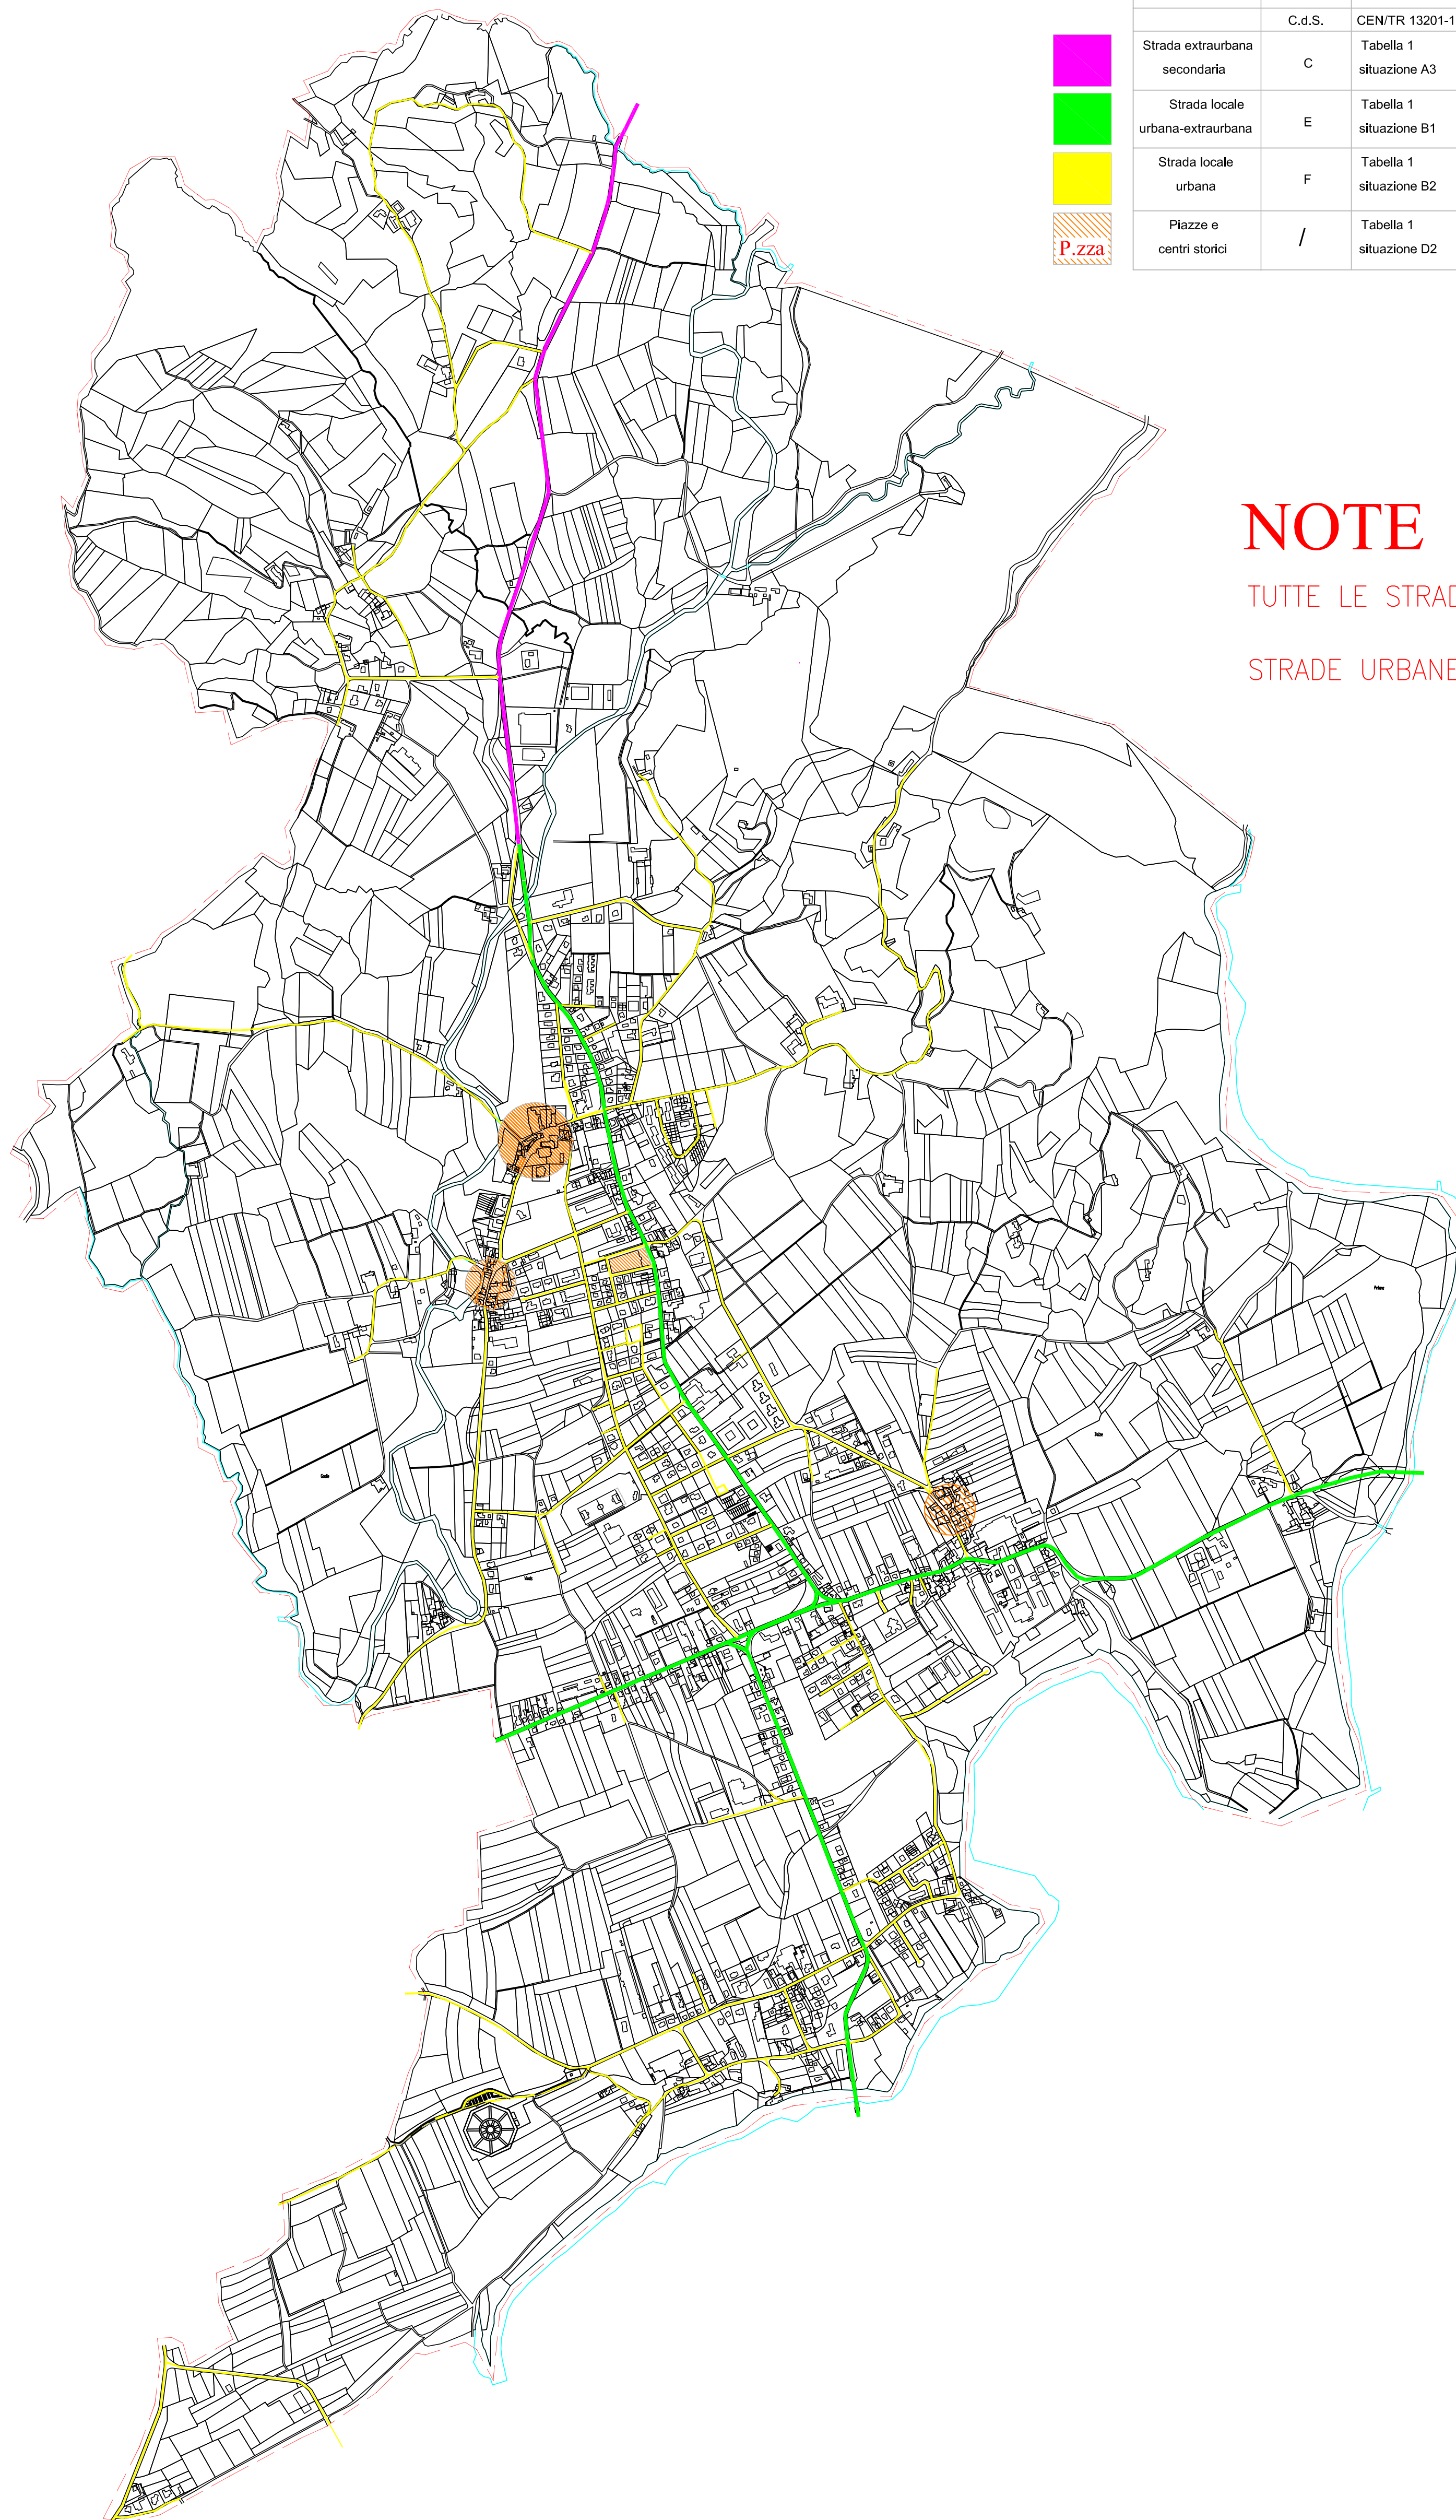 C.d.S. CEN/TR 13201-1
Strada extraurbana
secondaria
C
Tabella 1
situazione A3
Strada locale
urbana-extraurbana
E
Tabella 1
situazione B1
Strada locale
urbana
F
Tabella 1
situazione B2
P.zza
Piazze e
centri storici
/
Tabella 1
situazione D2
NOTE
TUTTE LE STRAD
STRADE URBANE